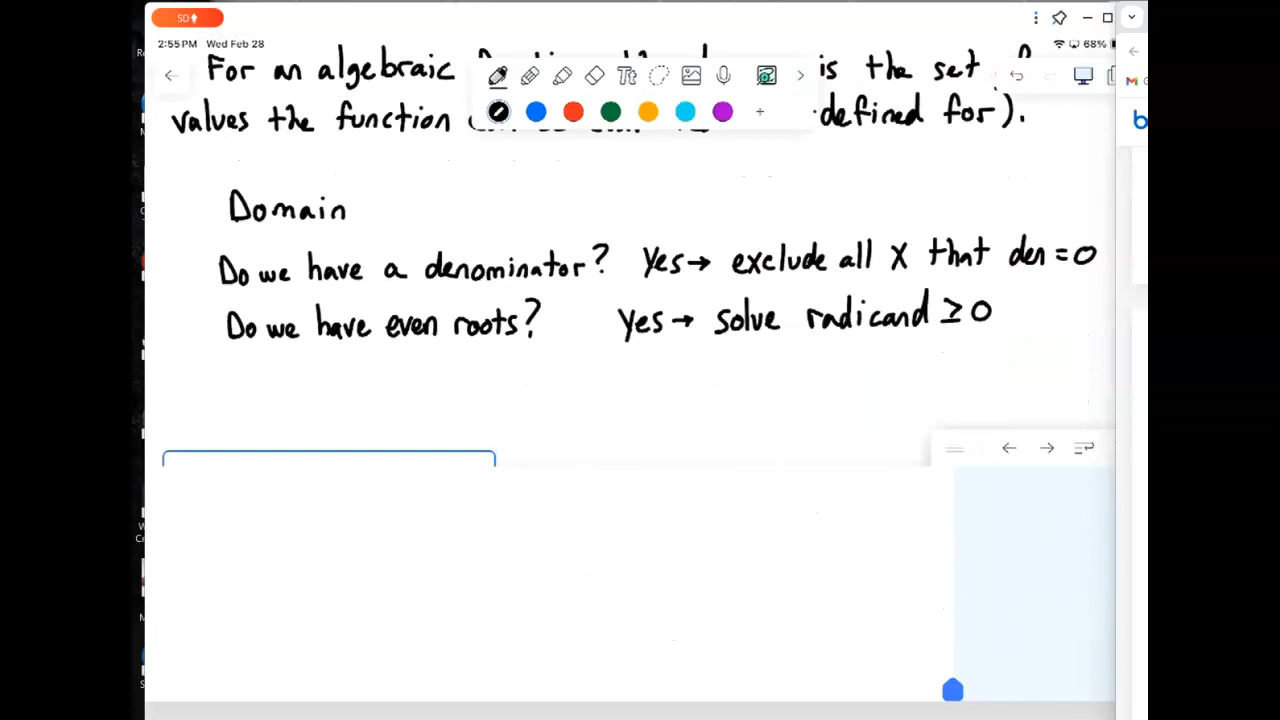 SD
2:55 PM Wed Feb 28
68%
For an algebraic is the set
values the function defined for).
Domain
Do we have a denominator? Yes → exclude all X that den = 0
Do we have even roots? Yes → solve radicand ≥ 0